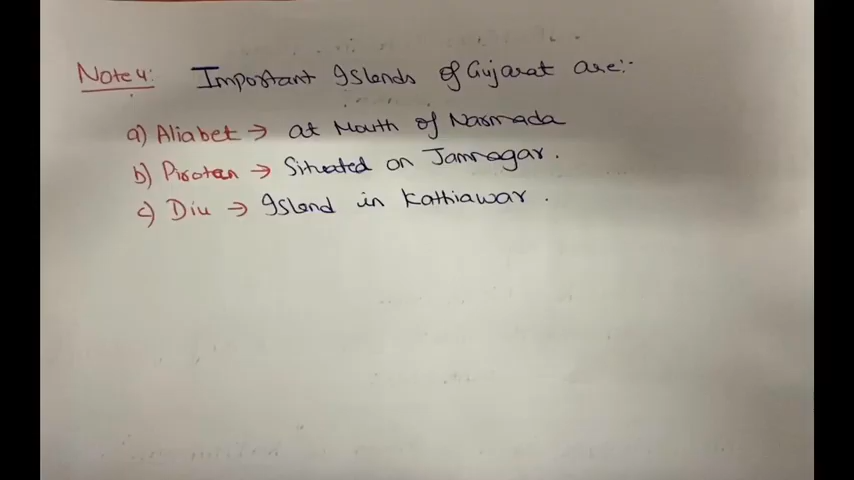 Note 4: Important Islands of Gujarat are:-
a) Aliabet → at Mouth of Narmada
b) Pirotan → Situated on Jamnagar.
c) Diu → Island in Kathiawar.